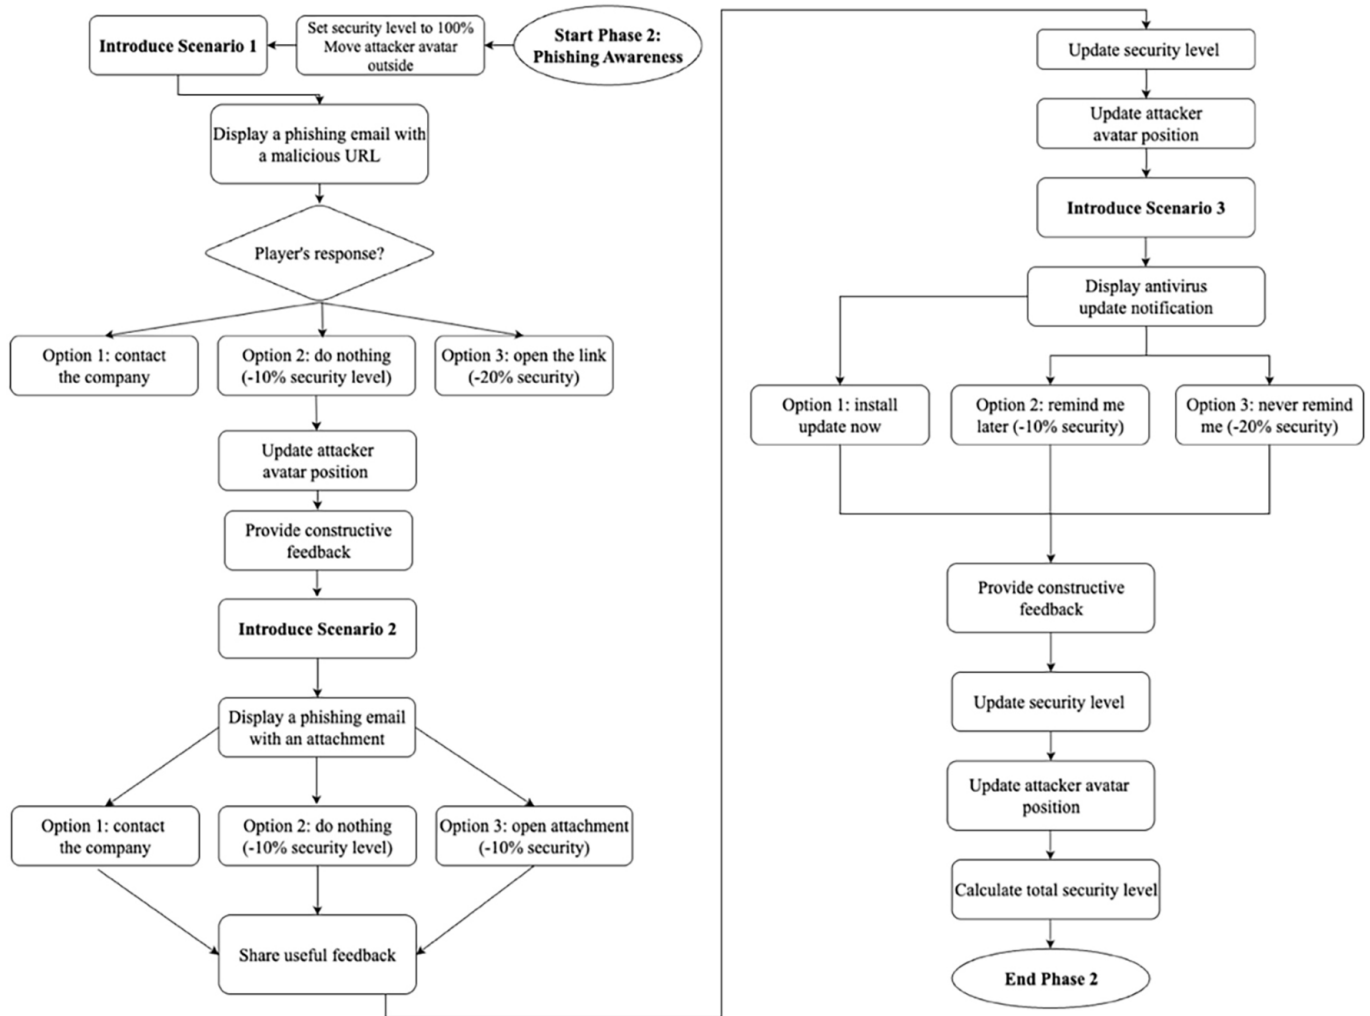 Start Phase 2:
Phishing Awareness
Set security level to 100%
Move attacker avatar
outside
Introduce Scenario 1
Display a phishing email with
a malicious URL
Player's response?
Option 1: contact
the company
Option 2: do nothing
(-10% security level)
Option 3: open the link
(-20% security)
Update attacker
avatar position
Provide constructive
feedback
Introduce Scenario 2
Display a phishing email
with an attachment
Option 1: contact
the company
Option 2: do nothing
(-10% security level)
Option 3: open attachment
(-10% security)
Share useful feedback
Update security level
Update attacker
avatar position
Introduce Scenario 3
Display antivirus
update notification
Option 1: install
update now
Option 2: remind me
later (-10% security)
Option 3: never remind
me (-20% security)
Provide constructive
feedback
Update security level
Update attacker avatar
position
Calculate total security level
End Phase 2